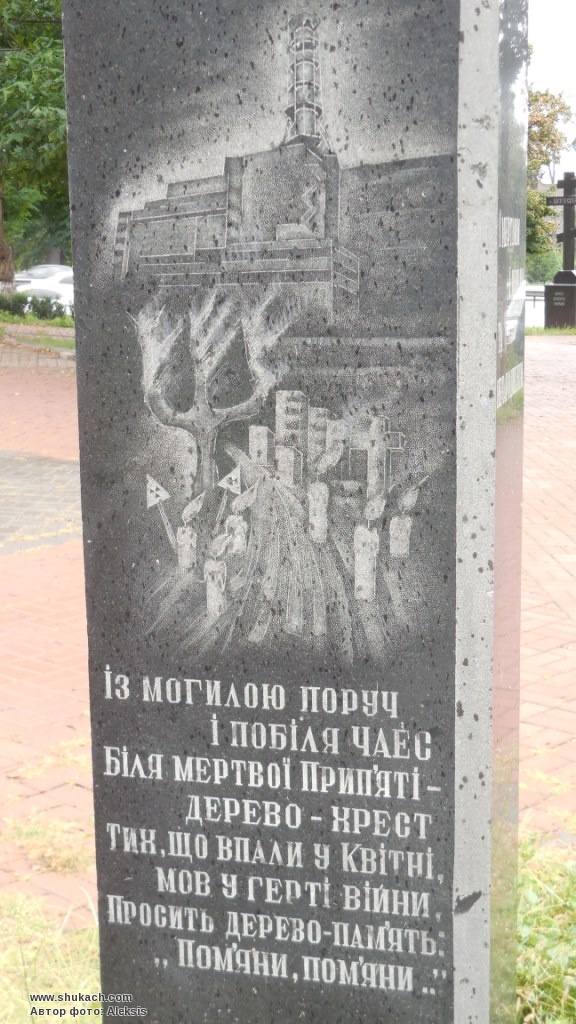 Із могилою поруч
і побіля ЧАЕС
Біля мертвої Прип'яті –
дерево – хрест
Тих, що впали у Квітні,
мов у герті війни,
Просить дерево-пам'ять:
,, Пом'яни, пом'яни .."
www.shukach.com
Автор фото: Aleksis